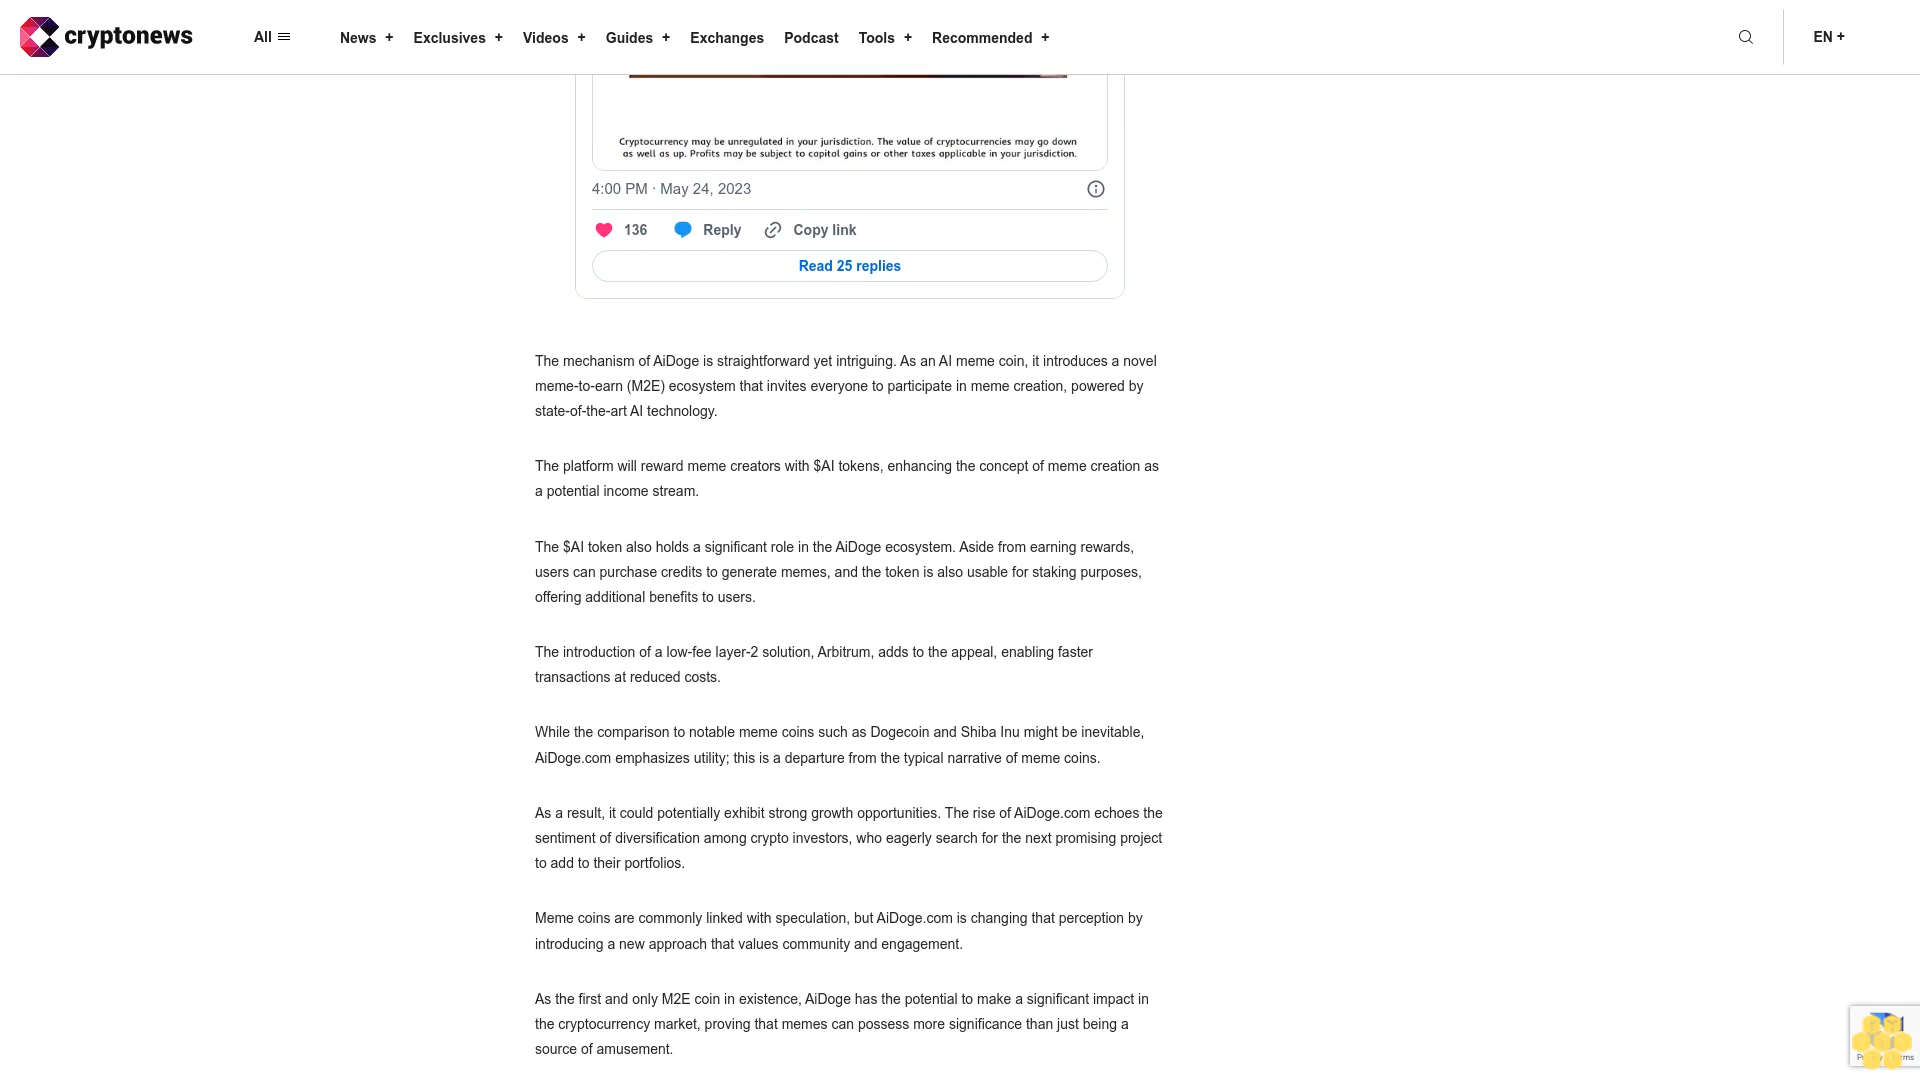 cryptonews
All
News +
Exclusives +
Videos +
Guides +
Exchanges
Podcast
Tools +
Recommended +
EN +
Cryptocurrency may be unregulated in your jurisdiction. The value of cryptocurrencies may go down
as well as up. Profits may be subject to capital gains or other taxes applicable in your jurisdiction.
4:00 PM · May 24, 2023
136 Reply Copy link
Read 25 replies
The mechanism of AiDoge is straightforward yet intriguing. As an AI meme coin, it introduces a novel
meme-to-earn (M2E) ecosystem that invites everyone to participate in meme creation, powered by
state-of-the-art AI technology.
The platform will reward meme creators with $AI tokens, enhancing the concept of meme creation as
a potential income stream.
The $AI token also holds a significant role in the AiDoge ecosystem. Aside from earning rewards,
users can purchase credits to generate memes, and the token is also usable for staking purposes,
offering additional benefits to users.
The introduction of a low-fee layer-2 solution, Arbitrum, adds to the appeal, enabling faster
transactions at reduced costs.
While the comparison to notable meme coins such as Dogecoin and Shiba Inu might be inevitable,
AiDoge.com emphasizes utility; this is a departure from the typical narrative of meme coins.
As a result, it could potentially exhibit strong growth opportunities. The rise of AiDoge.com echoes the
sentiment of diversification among crypto investors, who eagerly search for the next promising project
to add to their portfolios.
Meme coins are commonly linked with speculation, but AiDoge.com is changing that perception by
introducing a new approach that values community and engagement.
As the first and only M2E coin in existence, AiDoge has the potential to make a significant impact in
the cryptocurrency market, proving that memes can possess more significance than just being a
source of amusement.